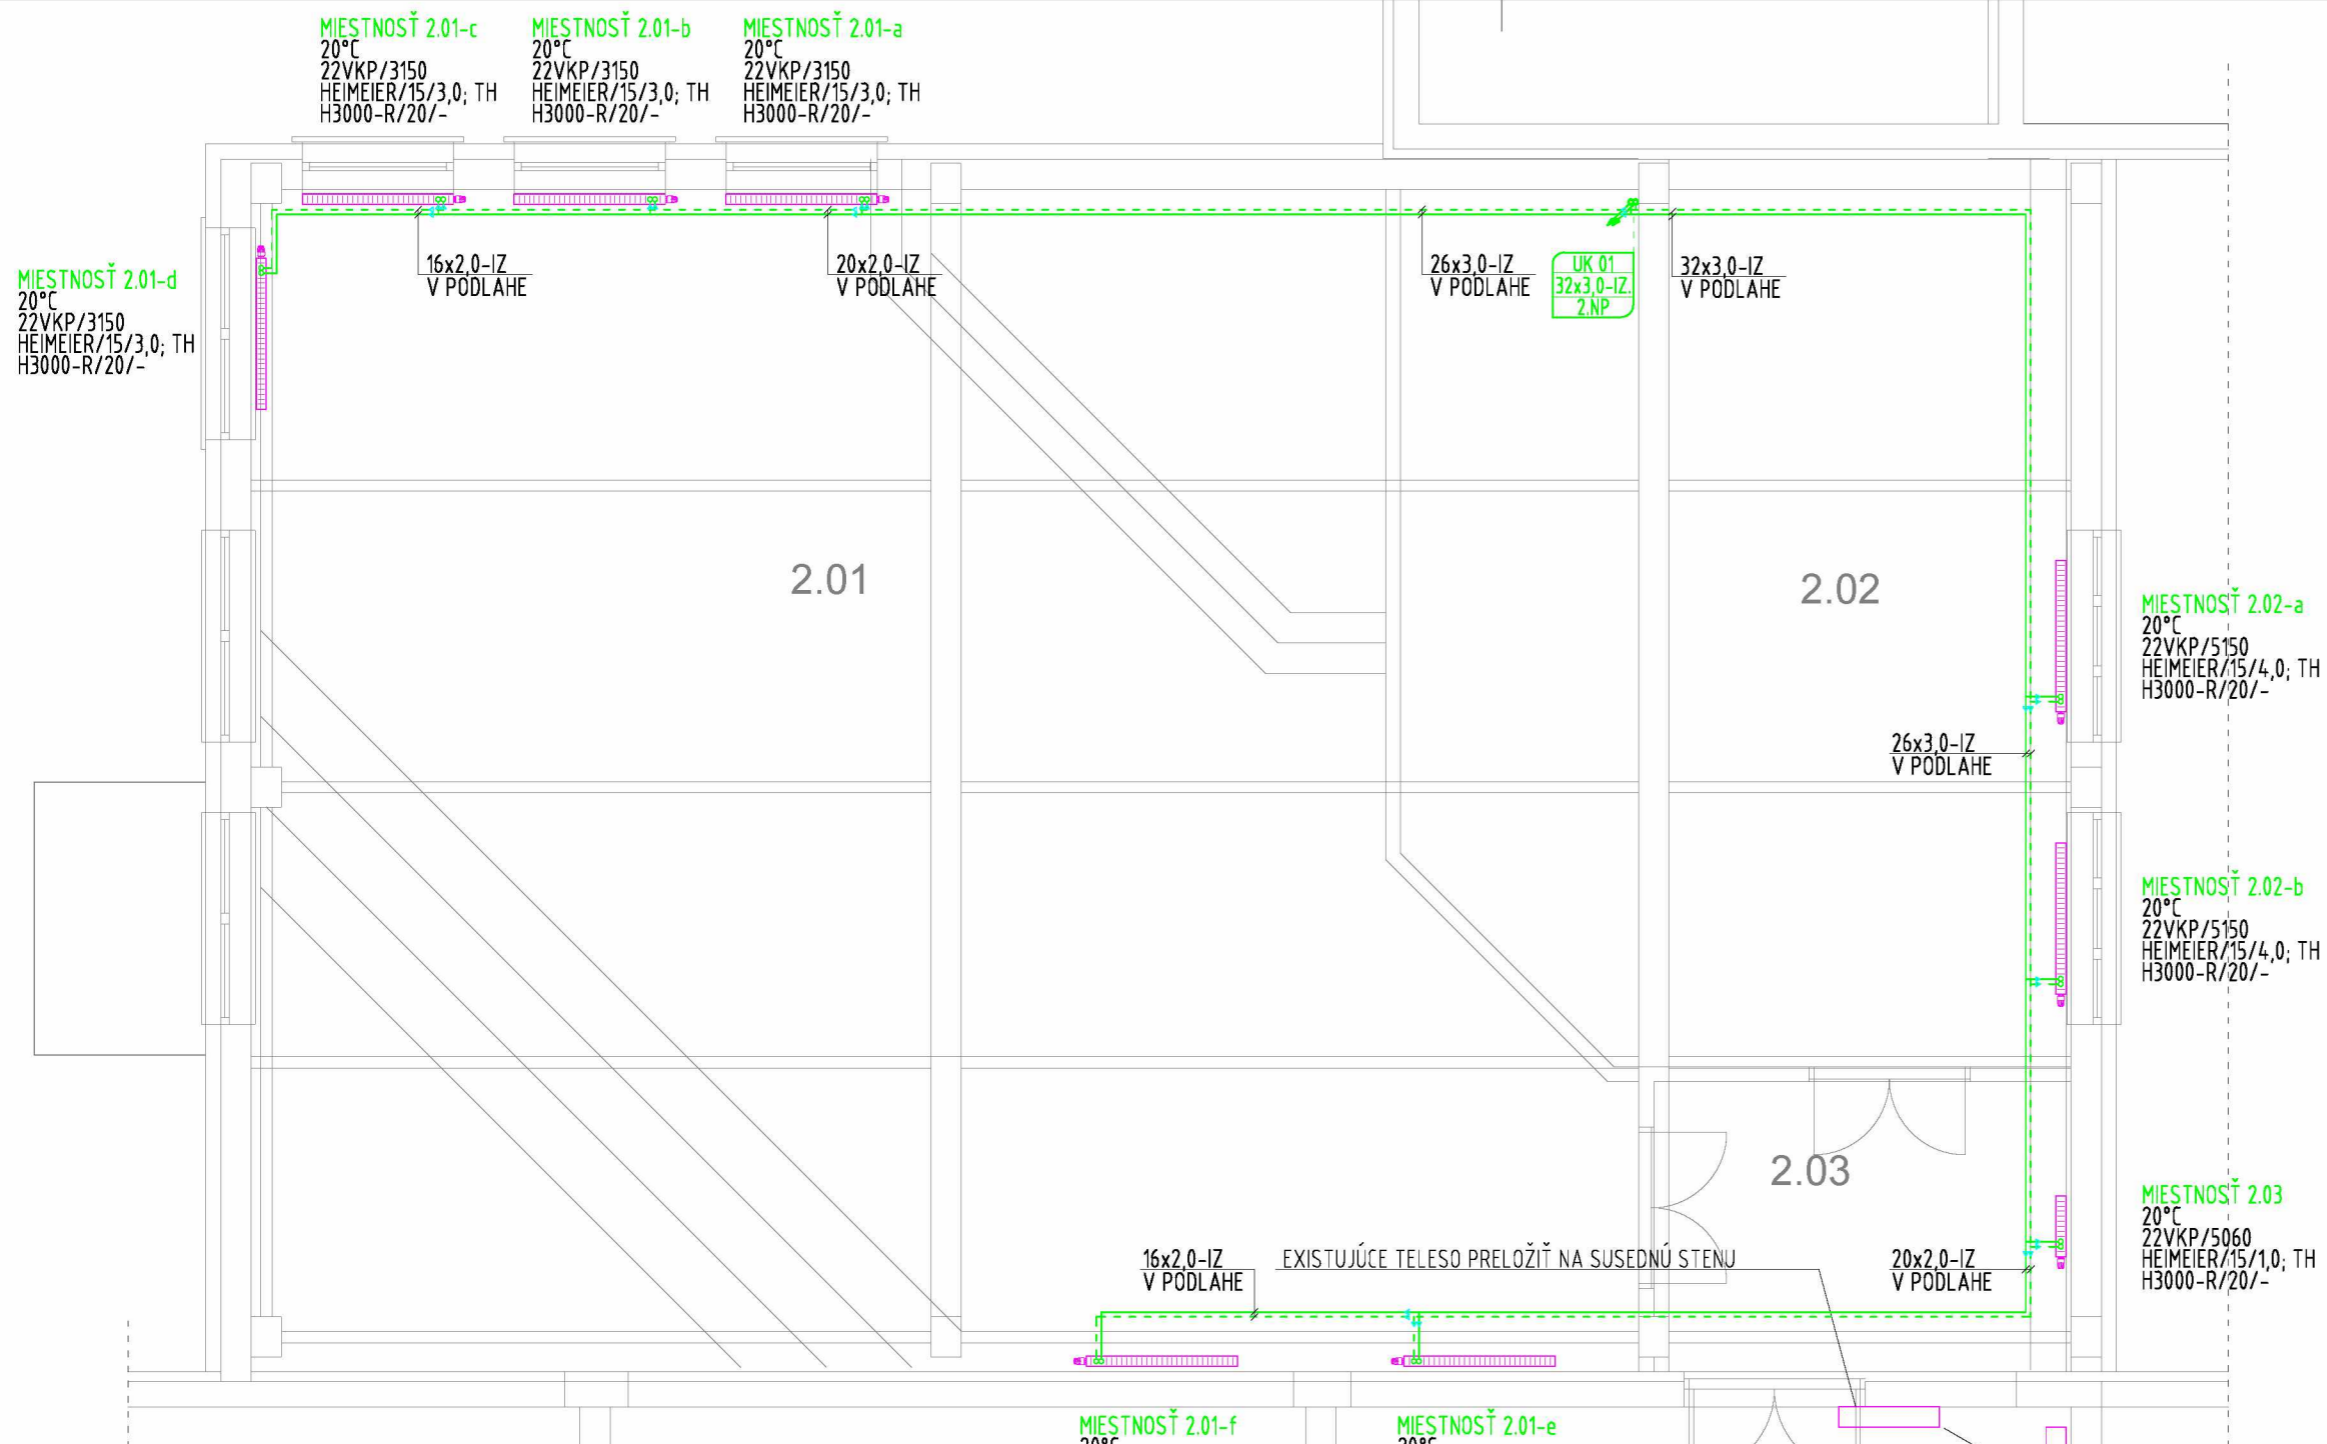 MIESTNOSŤ 2.01-c
20°C
22VKP/3150
HEIMEIER/15/3,0; TH
H3000-R/20/-
MIESTNOSŤ 2.01-b
20°C
22VKP/3150
HEIMEIER/15/3,0; TH
H3000-R/20/-
MIESTNOSŤ 2.01-a
20°C
22VKP/3150
HEIMEIER/15/3,0; TH
H3000-R/20/-
MIESTNOSŤ 2.01-d
20°C
22VKP/3150
HEIMEIER/15/3,0; TH
H3000-R/20/-
16x2,0-IZ
V PODLAHE
20x2,0-IZ
V PODLAHE
26x3,0-IZ
V PODLAHE
UK 01
32x3,0-IZ.
2.NP
32x3,0-IZ
V PODLAHE
2.01
2.02
MIESTNOSŤ 2.02-a
20°C
22VKP/5150
HEIMEIER/15/4,0; TH
H3000-R/20/-
26x3,0-IZ
V PODLAHE
MIESTNOSŤ 2.02-b
20°C
22VKP/5150
HEIMEIER/15/4,0; TH
H3000-R/20/-
2.03
MIESTNOSŤ 2.03
20°C
22VKP/5060
HEIMEIER/15/1,0; TH
H3000-R/20/-
16x2,0-IZ
V PODLAHE
EXISTUJÚCE TELESO PRELOŽIŤ NA SUSEDNÚ STENU
20x2,0-IZ
V PODLAHE
MIESTNOSŤ 2.01-f
MIESTNOSŤ 2.01-e